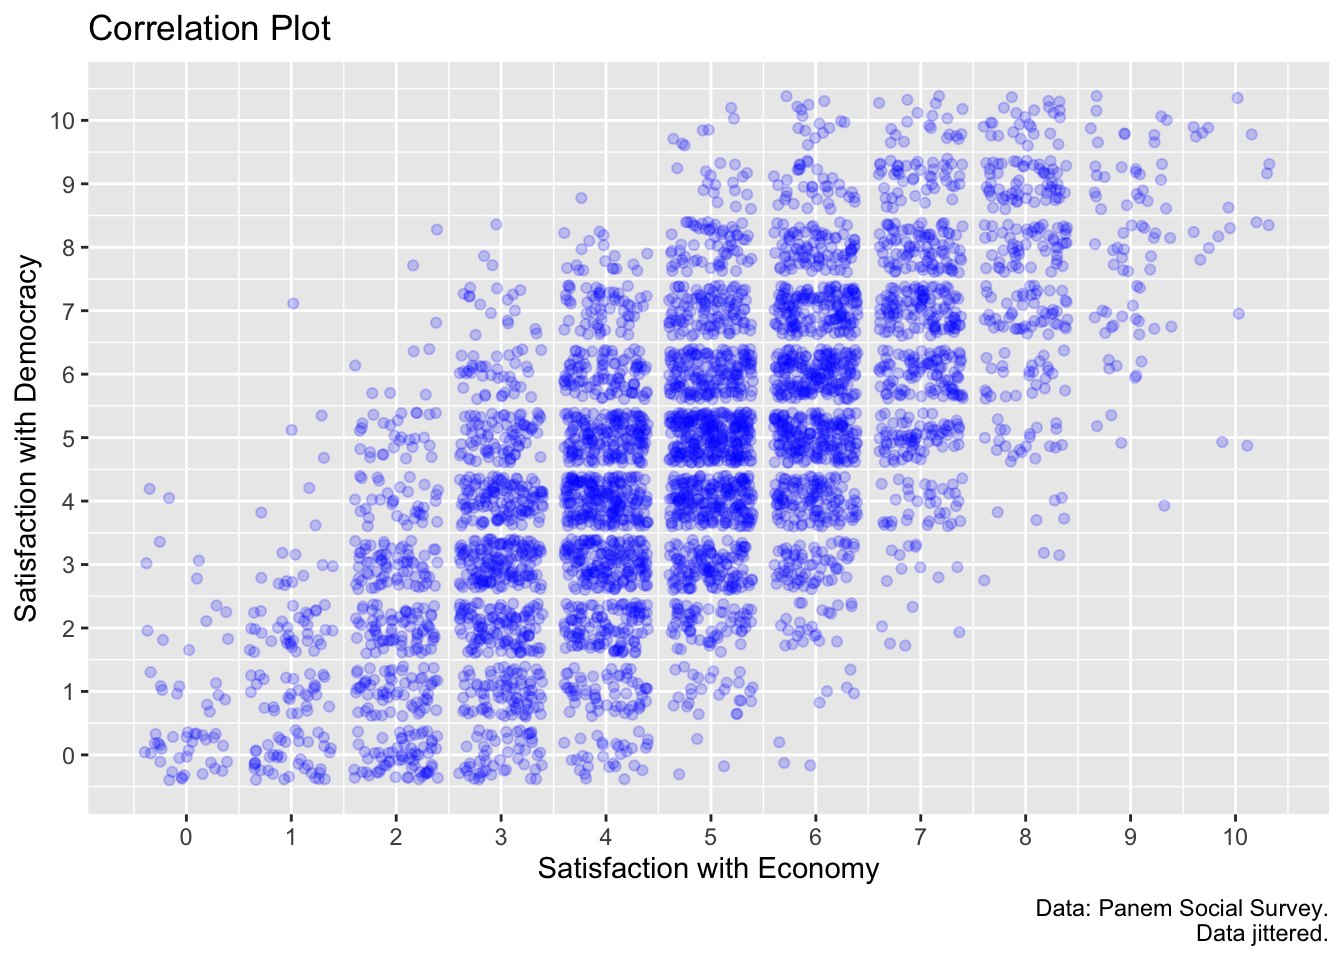 Correlation Plot
Satisfaction with Democracy
10
9
8
7
6
5
4
3
2
1
0
0 1 2 3 4 5 6 7 8 9 10
Satisfaction with Economy
Data: Panem Social Survey.
Data jittered.